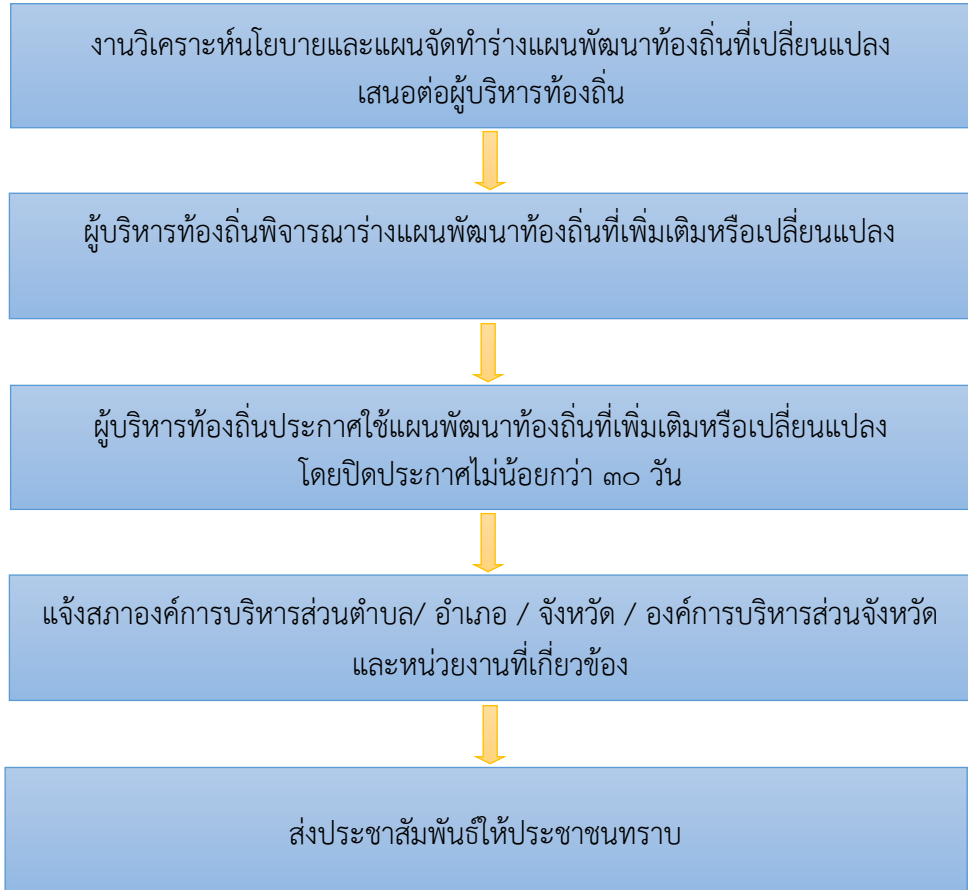 งานวิเคราะห์นโยบายและแผนจัดทำร่างแผนพัฒนาท้องถิ่นที่เปลี่ยนแปลง
เสนอต่อผู้บริหารท้องถิ่น
ผู้บริหารท้องถิ่นพิจารณาร่างแผนพัฒนาท้องถิ่นที่เพิ่มเติมหรือเปลี่ยนแปลง
ผู้บริหารท้องถิ่นประกาศใช้แผนพัฒนาท้องถิ่นที่เพิ่มเติมหรือเปลี่ยนแปลง
โดยปิดประกาศไม่น้อยกว่า ๓๐ วัน
แจ้งสภาองค์การบริหารส่วนตำบล/ อำเภอ / จังหวัด / องค์การบริหารส่วนจังหวัด
และหน่วยงานที่เกี่ยวข้อง
ส่งประชาสัมพันธ์ให้ประชาชนทราบ